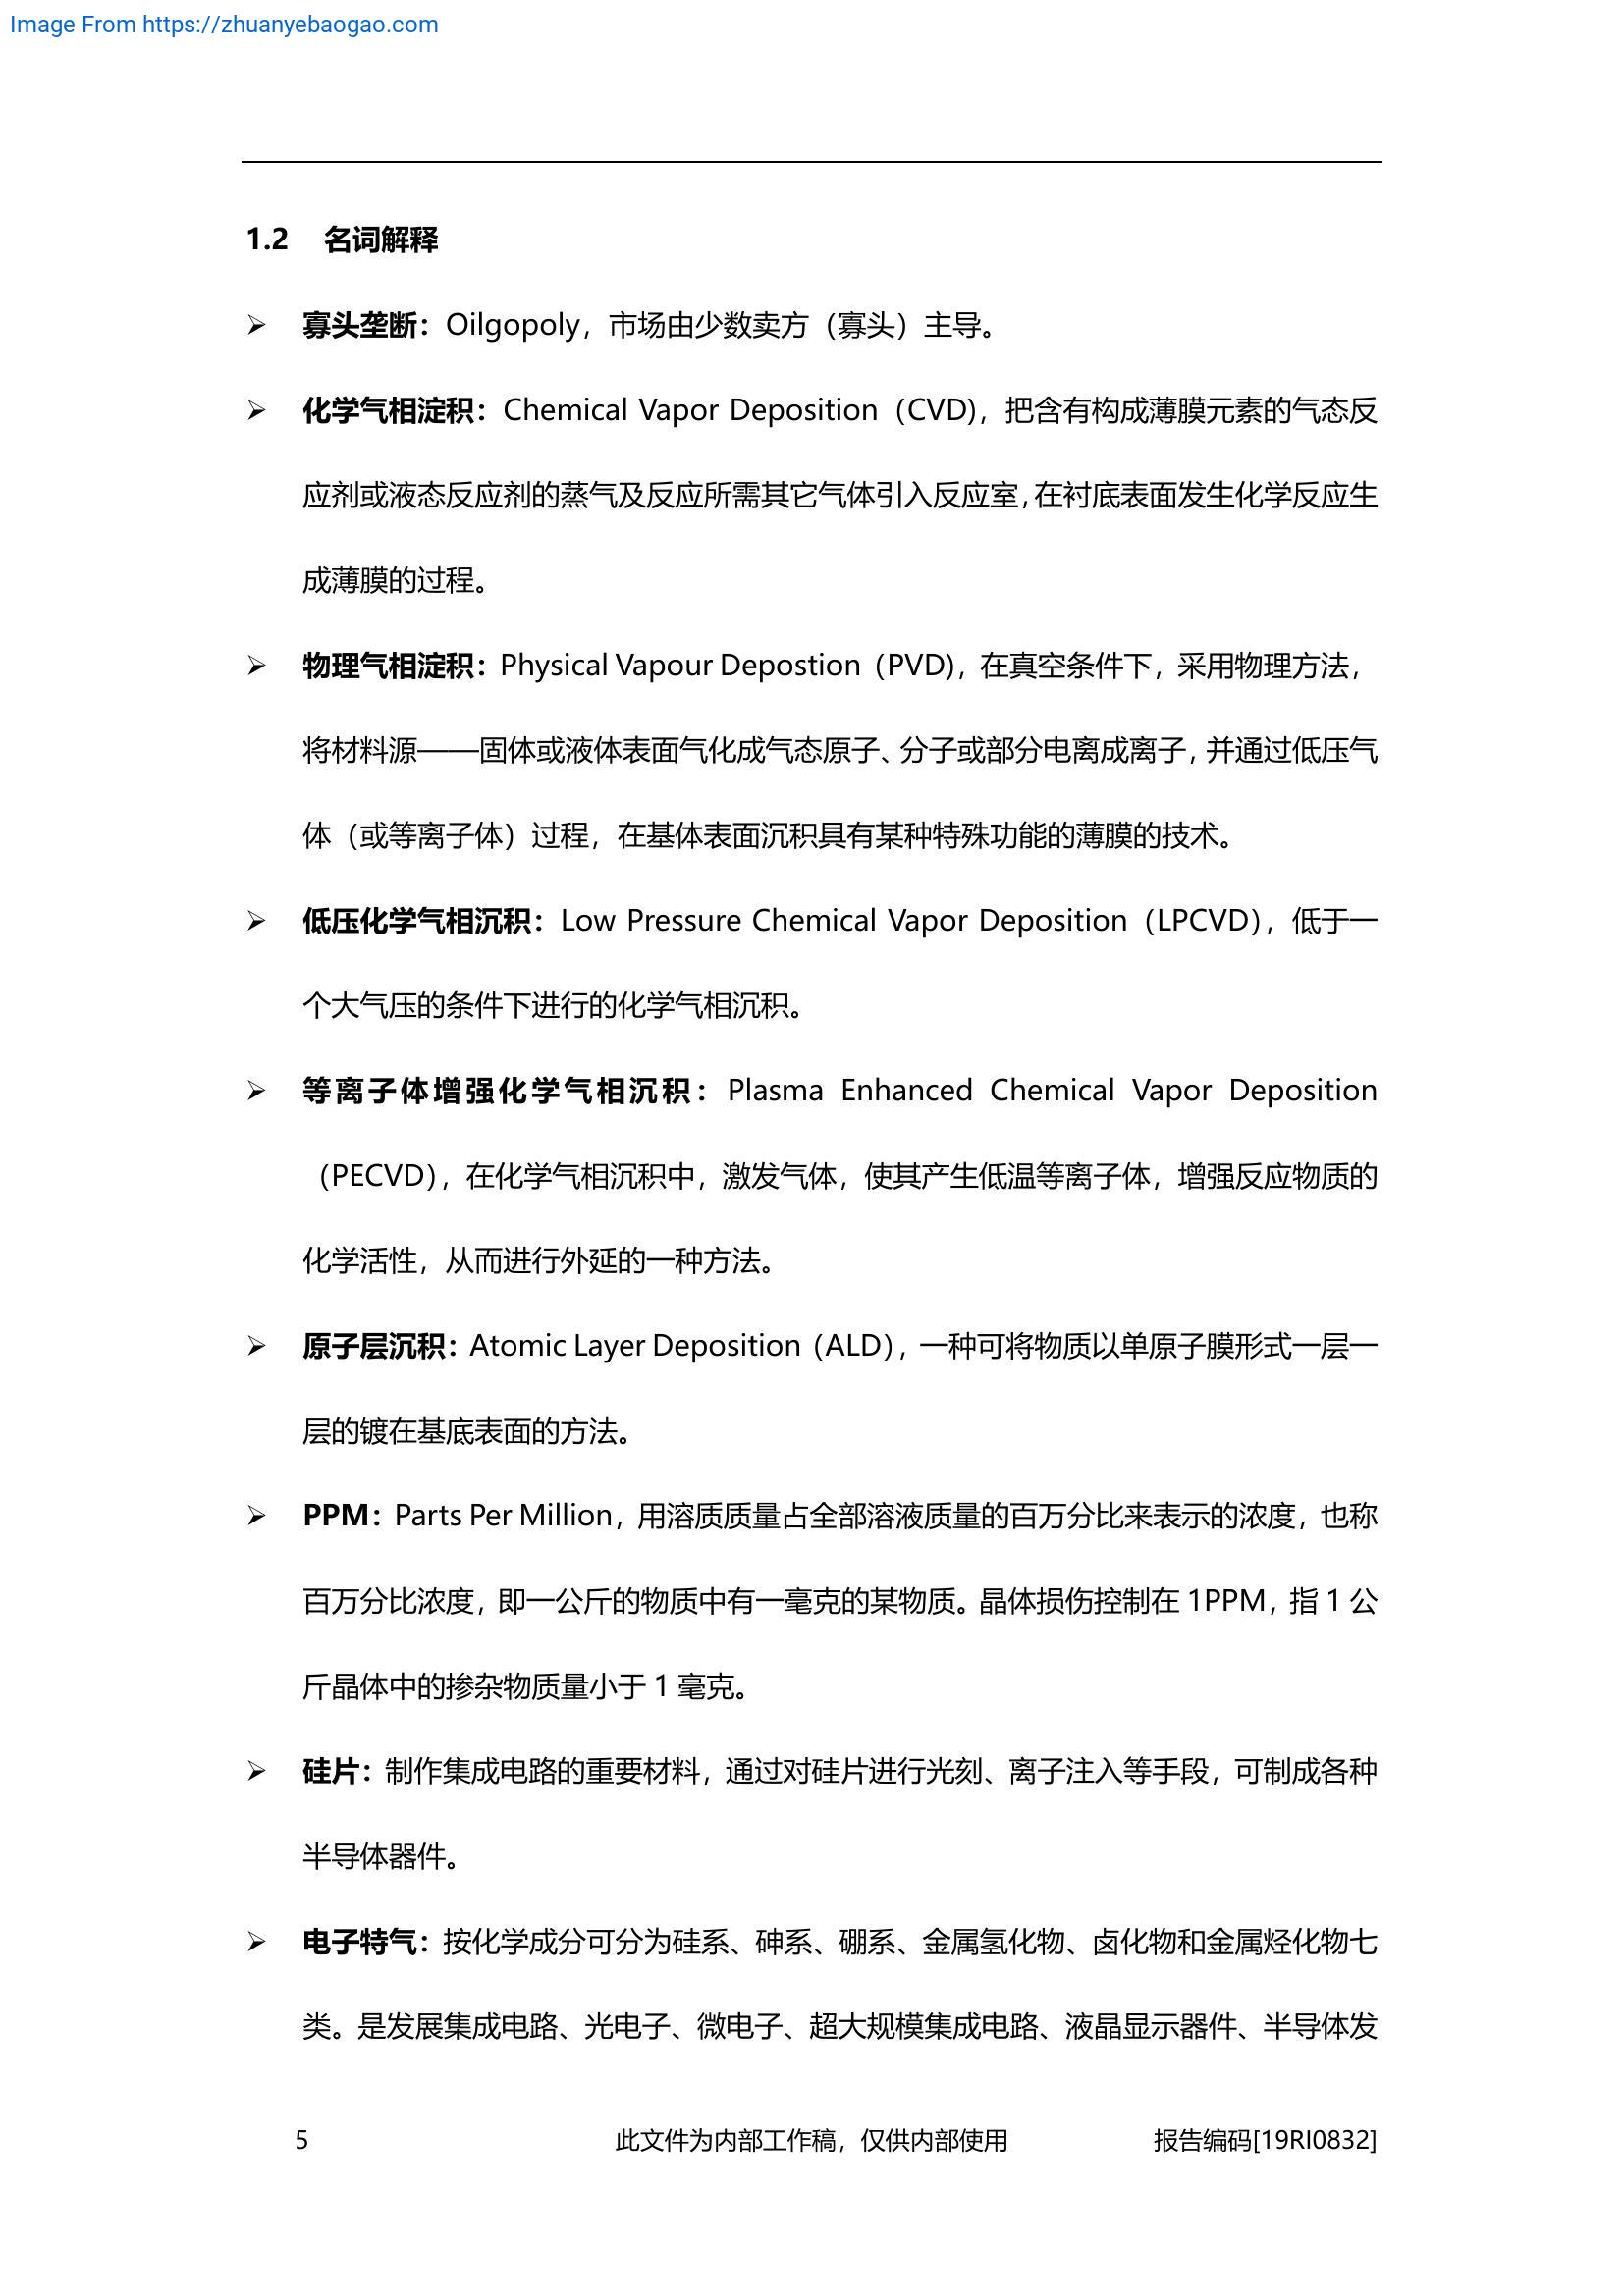 Image From https://zhuanyebaogao.com
1.2 名词解释
➢ 寡头垄断：Oilgopoly，市场由少数卖方（寡头）主导。
➢ 化学气相淀积：Chemical Vapor Deposition（CVD)，把含有构成薄膜元素的气态反
应剂或液态反应剂的蒸气及反应所需其它气体引入反应室，在衬底表面发生化学反应生
成薄膜的过程。
➢ 物理气相淀积：Physical Vapour Depostion（PVD)，在真空条件下，采用物理方法，
将材料源——固体或液体表面气化成气态原子、分子或部分电离成离子，并通过低压气
体（或等离子体）过程，在基体表面沉积具有某种特殊功能的薄膜的技术。
➢ 低压化学气相沉积：Low Pressure Chemical Vapor Deposition（LPCVD），低于一
个大气压的条件下进行的化学气相沉积。
➢ 等离子体增强化学气相沉积：Plasma Enhanced Chemical Vapor Deposition
（PECVD），在化学气相沉积中，激发气体，使其产生低温等离子体，增强反应物质的
化学活性，从而进行外延的一种方法。
➢ 原子层沉积：Atomic Layer Deposition（ALD），一种可将物质以单原子膜形式一层一
层的镀在基底表面的方法。
➢ PPM：Parts Per Million，用溶质质量占全部溶液质量的百万分比来表示的浓度，也称
百万分比浓度，即一公斤的物质中有一毫克的某物质。晶体损伤控制在 1PPM，指 1 公
斤晶体中的掺杂物质量小于 1 毫克。
➢ 硅片：制作集成电路的重要材料，通过对硅片进行光刻、离子注入等手段，可制成各种
半导体器件。
➢ 电子特气：按化学成分可分为硅系、砷系、硼系、金属氢化物、卤化物和金属烃化物七
类。是发展集成电路、光电子、微电子、超大规模集成电路、液晶显示器件、半导体发
5 此文件为内部工作稿，仅供内部使用 报告编码[19RI0832]